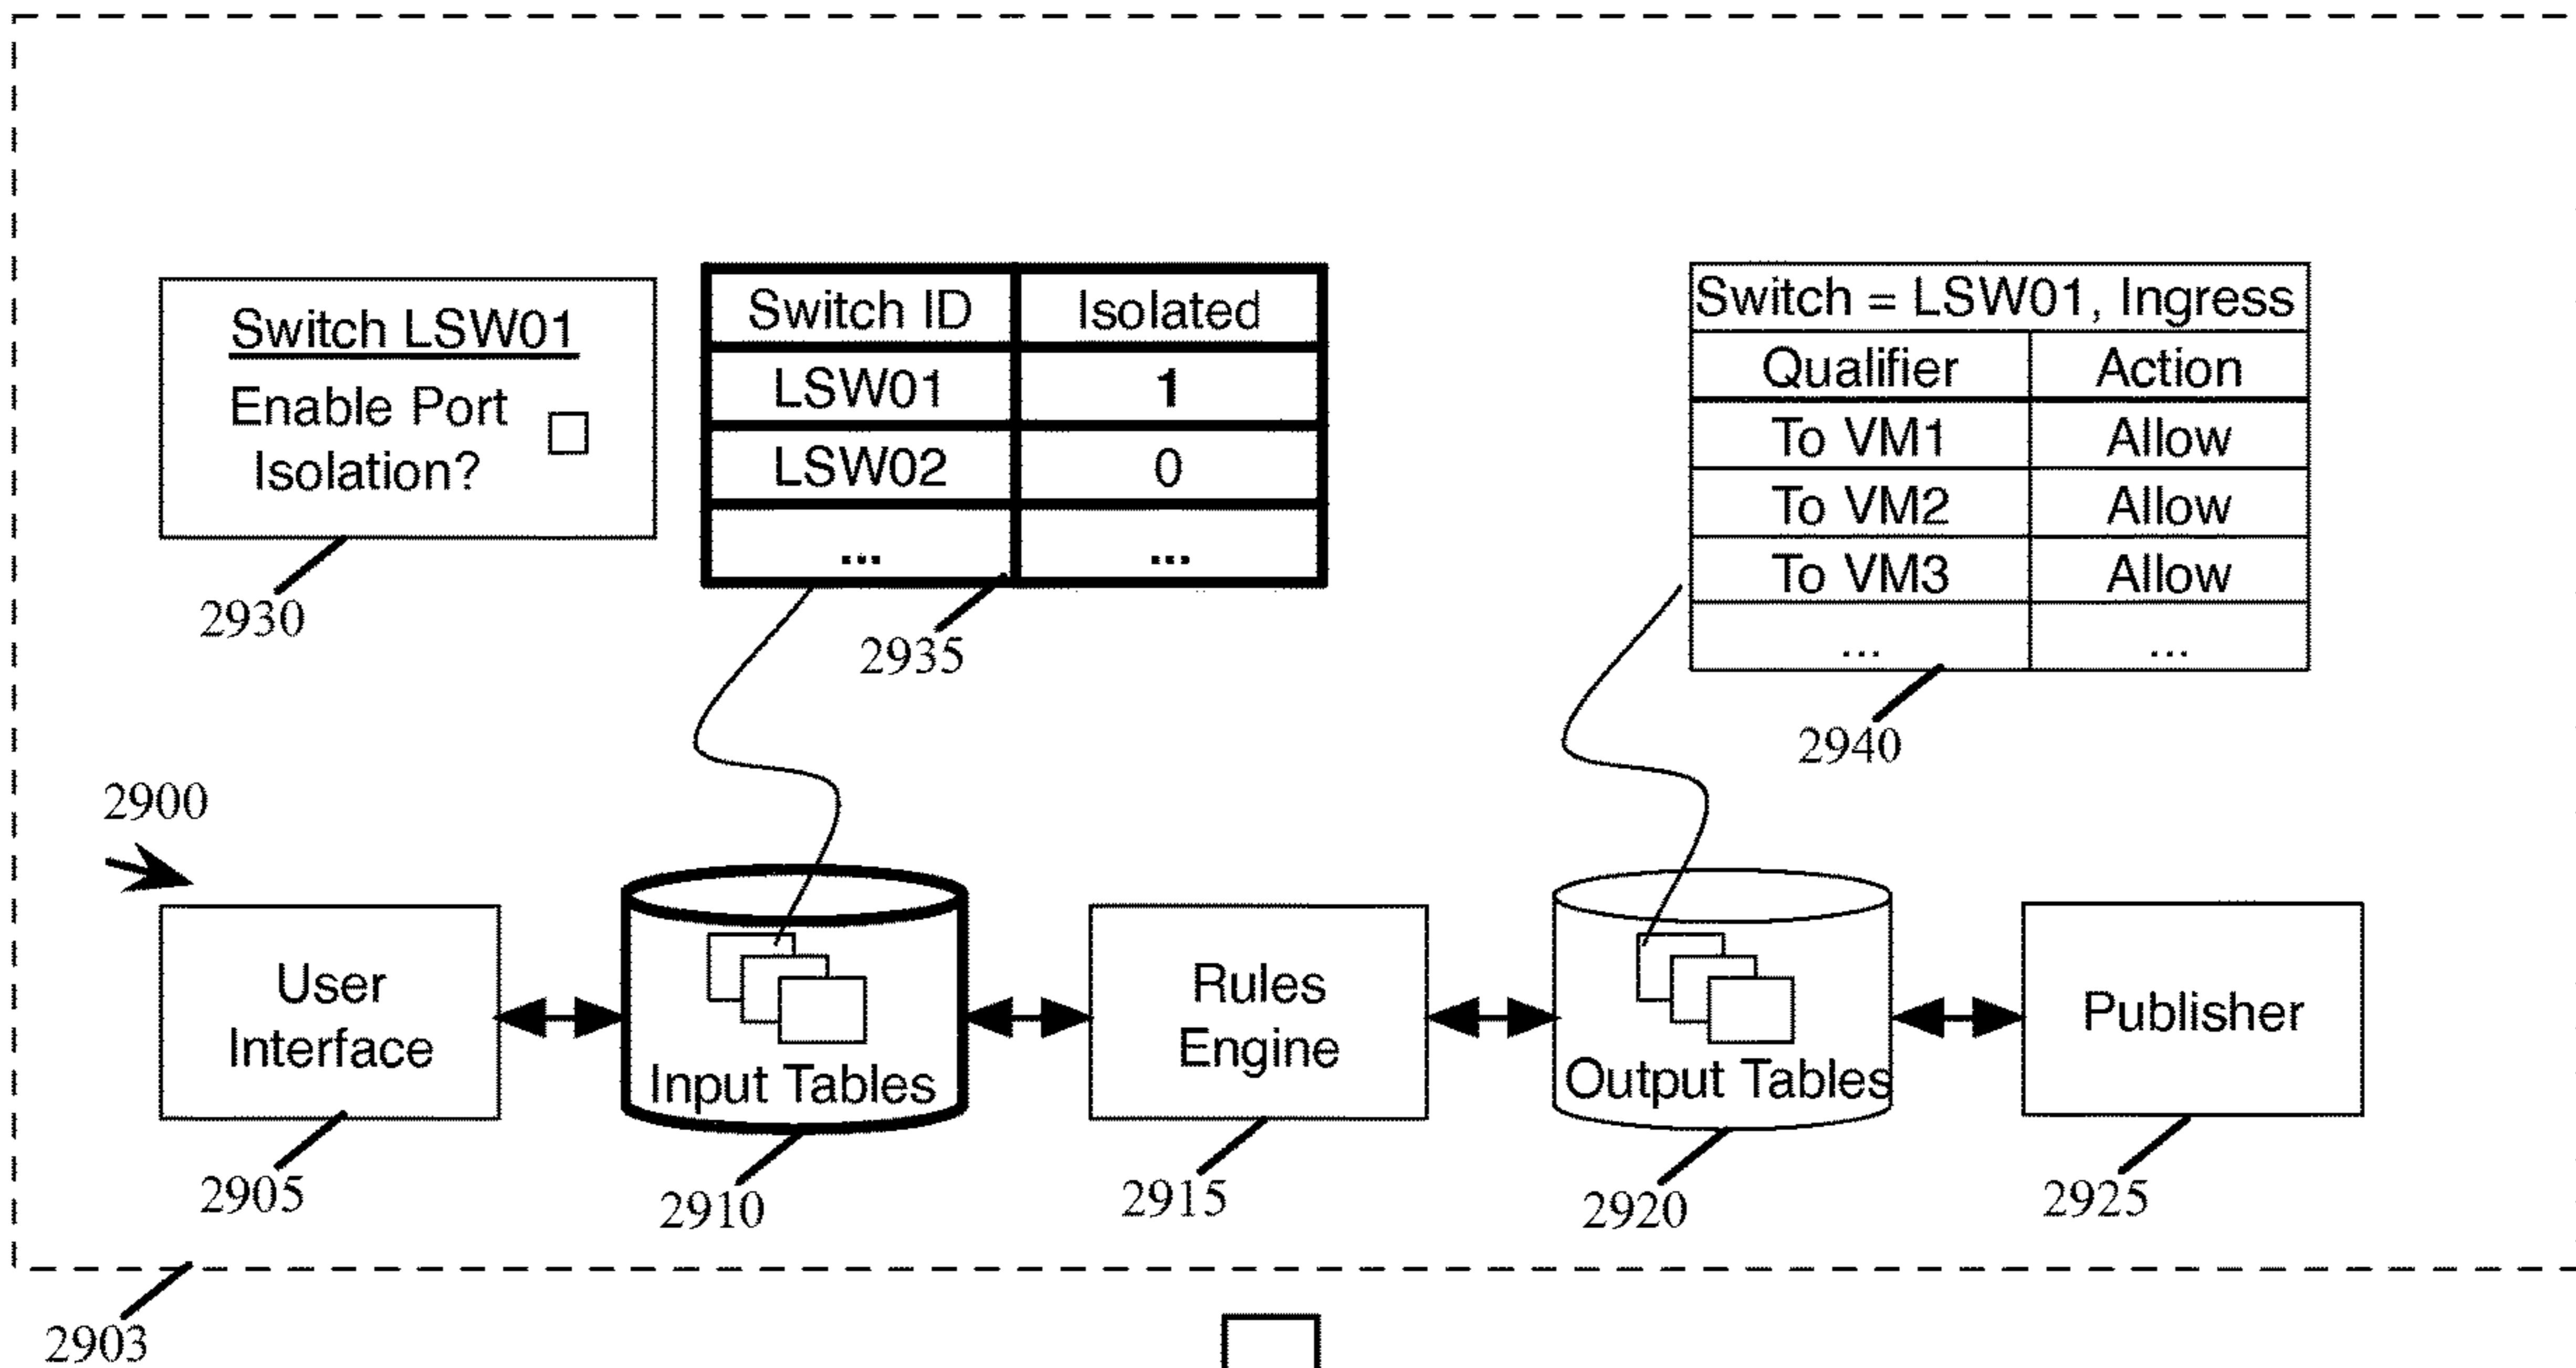 Switch LSW01
Enable Port
Isolation?
2930
Switch ID Isolated
LSW01 1
LSW02 0
... ...
2935
Switch = LSW01, Ingress
Qualifier Action
To VM1 Allow
To VM2 Allow
To VM3 Allow
... ...
2940
2900
User
Interface
2905
Input Tables
2910
Rules
Engine
2915
Output Tables
2920
Publisher
2925
2903